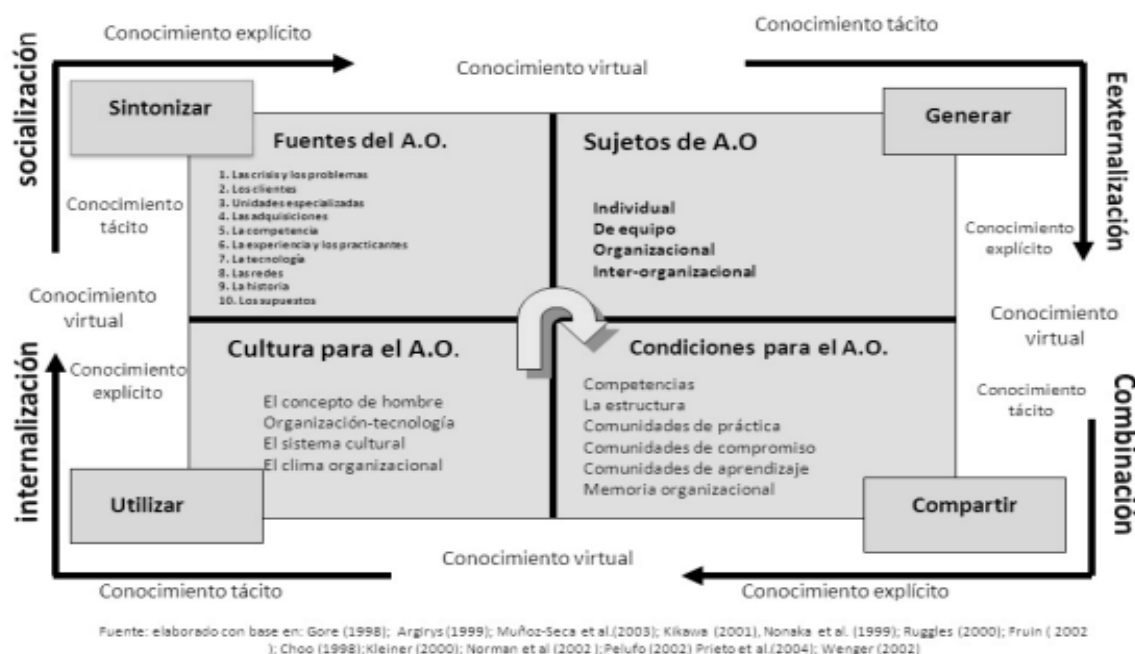 Conocimiento explícito
Conocimiento tácito
Conocimiento virtual
socialización
Eexternalización
Sintonizar
Generar
Fuentes del A.O.
1. Las crisis y los problemas
2. Los clientes
3. Unidades especializadas
4. Las adquisiciones
5. La competencia
6. La experiencia y los practicantes
7. La tecnología
8. Las redes
9. La historia
10. Los supuestos
Sujetos de A.O
Individual
De equipo
Organizacional
Inter-organizacional
Conocimiento
tácito
Conocimiento
explícito
Conocimiento
virtual
Conocimiento
virtual
internalización
Combinación
Conocimiento
explícito
Conocimiento
tácito
Cultura para el A.O.
El concepto de hombre
Organización-tecnología
El sistema cultural
El clima organizacional
Condiciones para el A.O.
Competencias
La estructura
Comunidades de práctica
Comunidades de compromiso
Comunidades de aprendizaje
Memoria organizacional
Utilizar
Compartir
Conocimiento virtual
Conocimiento tácito
Conocimiento explícito
Fuente: elaborado con base en: Gore (1998); Argirys (1999); Muñoz-Seca et al.(2003); Kikawa (2001), Nonaka et al. (1999); Ruggles (2000); Fruin ( 2002
); Choo (1998);Kleiner (2000); Norman et al (2002 ); Pelufo (2002) Prieto et al.(2004); Wenger (2002)